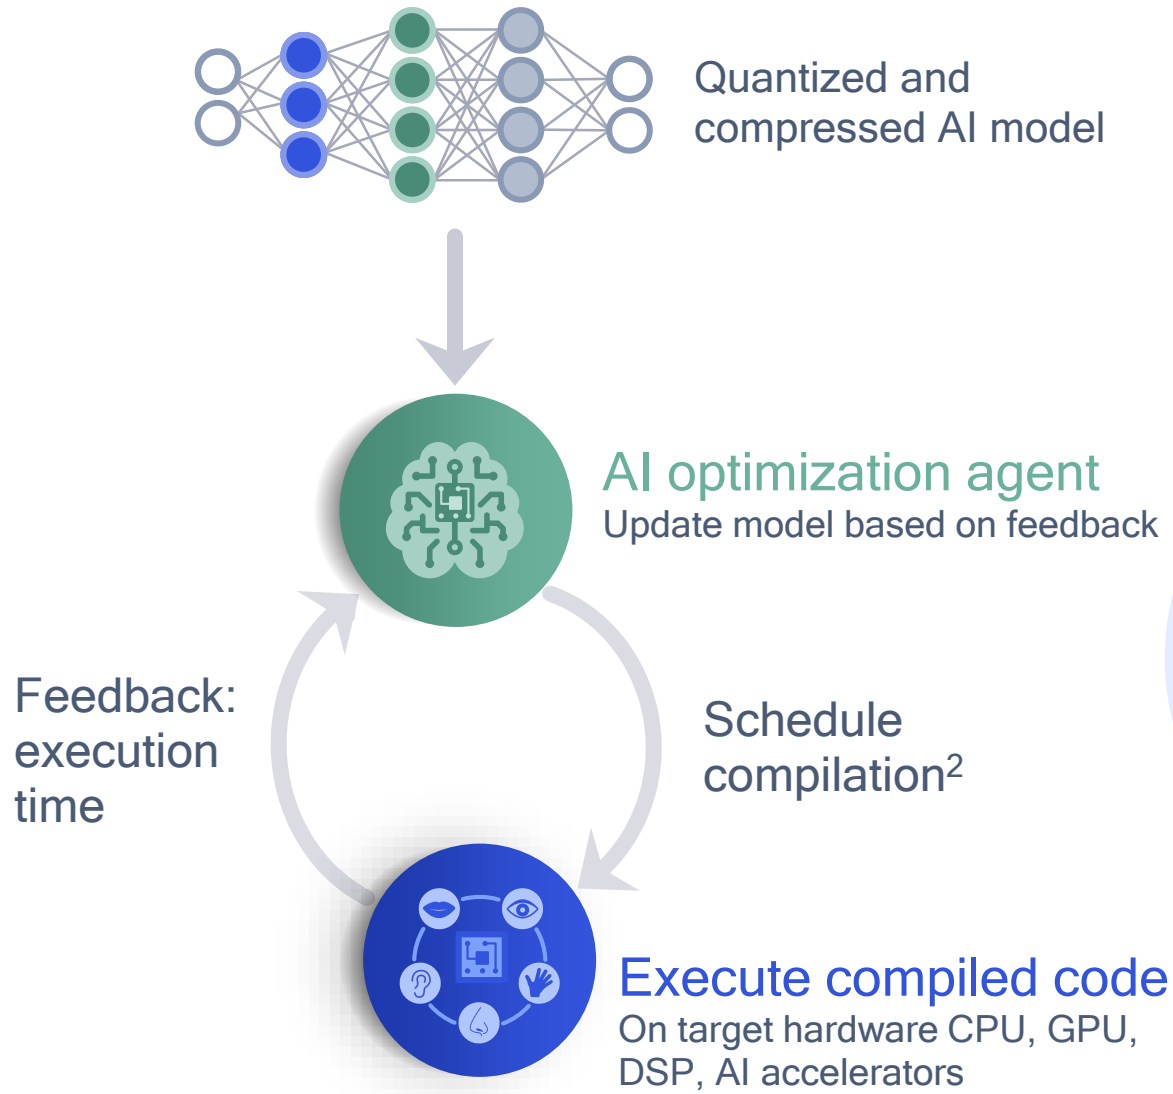 Quantized and
compressed AI model
AI optimization agent
Update model based on feedback
Feedback:
execution
time
Schedule
compilation²
Execute compiled code
On target hardware CPU, GPU,
DSP, AI accelerators